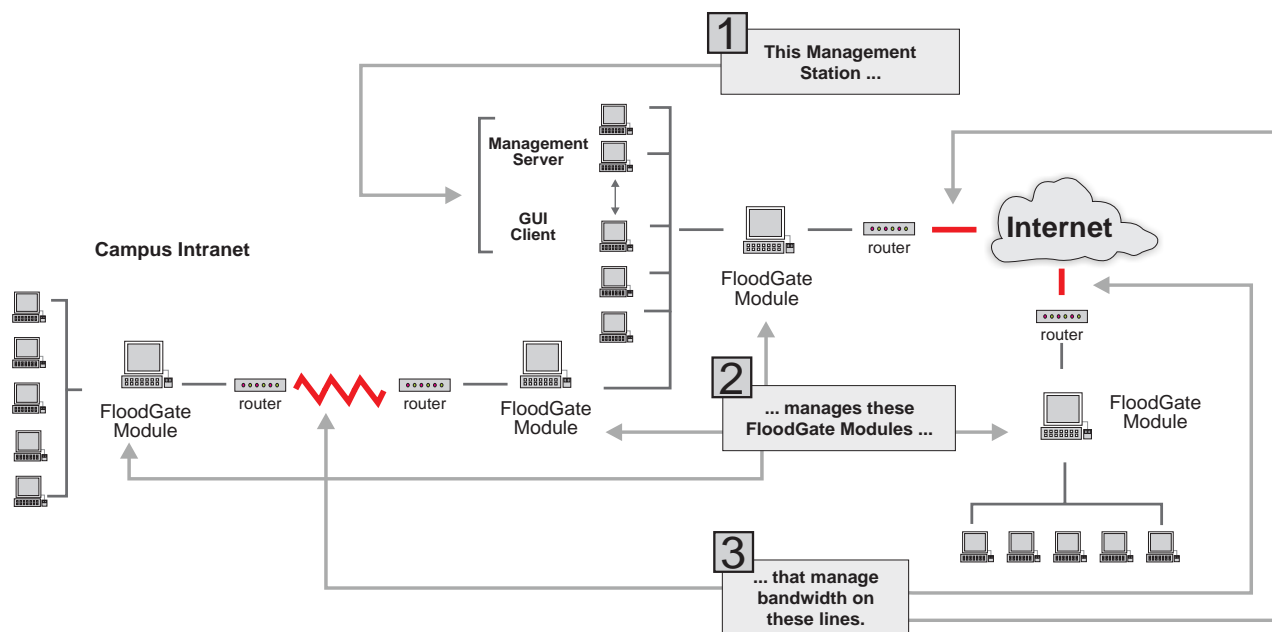 1
This Management
Station ...
Management
Server
GUI
Client
Campus Intranet
Internet
router
FloodGate
Module
router
FloodGate
Module
router
router
FloodGate
Module
2
... manages these
FloodGate Modules ...
FloodGate
Module
3
... that manage
bandwidth on
these lines.